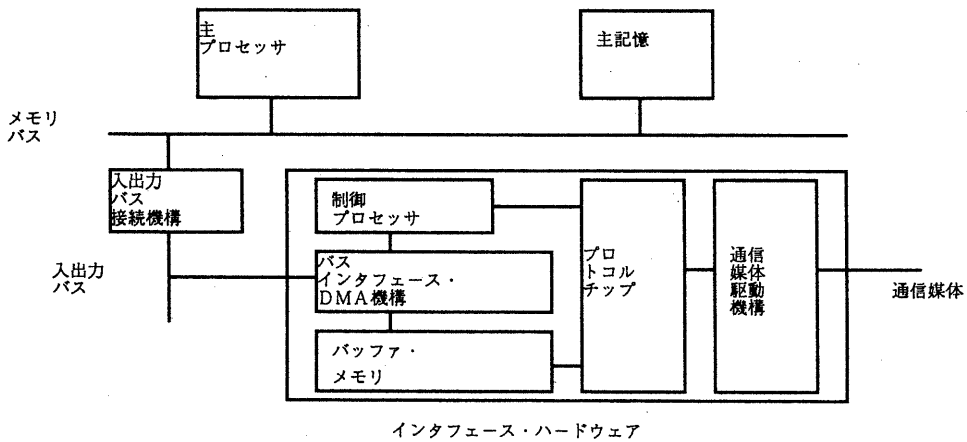 主
プロセッサ
主記憶
メモリ
バス
入出力
バス
接続機構
制御
プロセッサ
バス
インタフェース・
DMA機構
バッファ・
メモリ
プロ
トコル
チップ
通信
媒体
駆動
機構
入出力
バス
通信媒体
インタフェース・ハードウェア